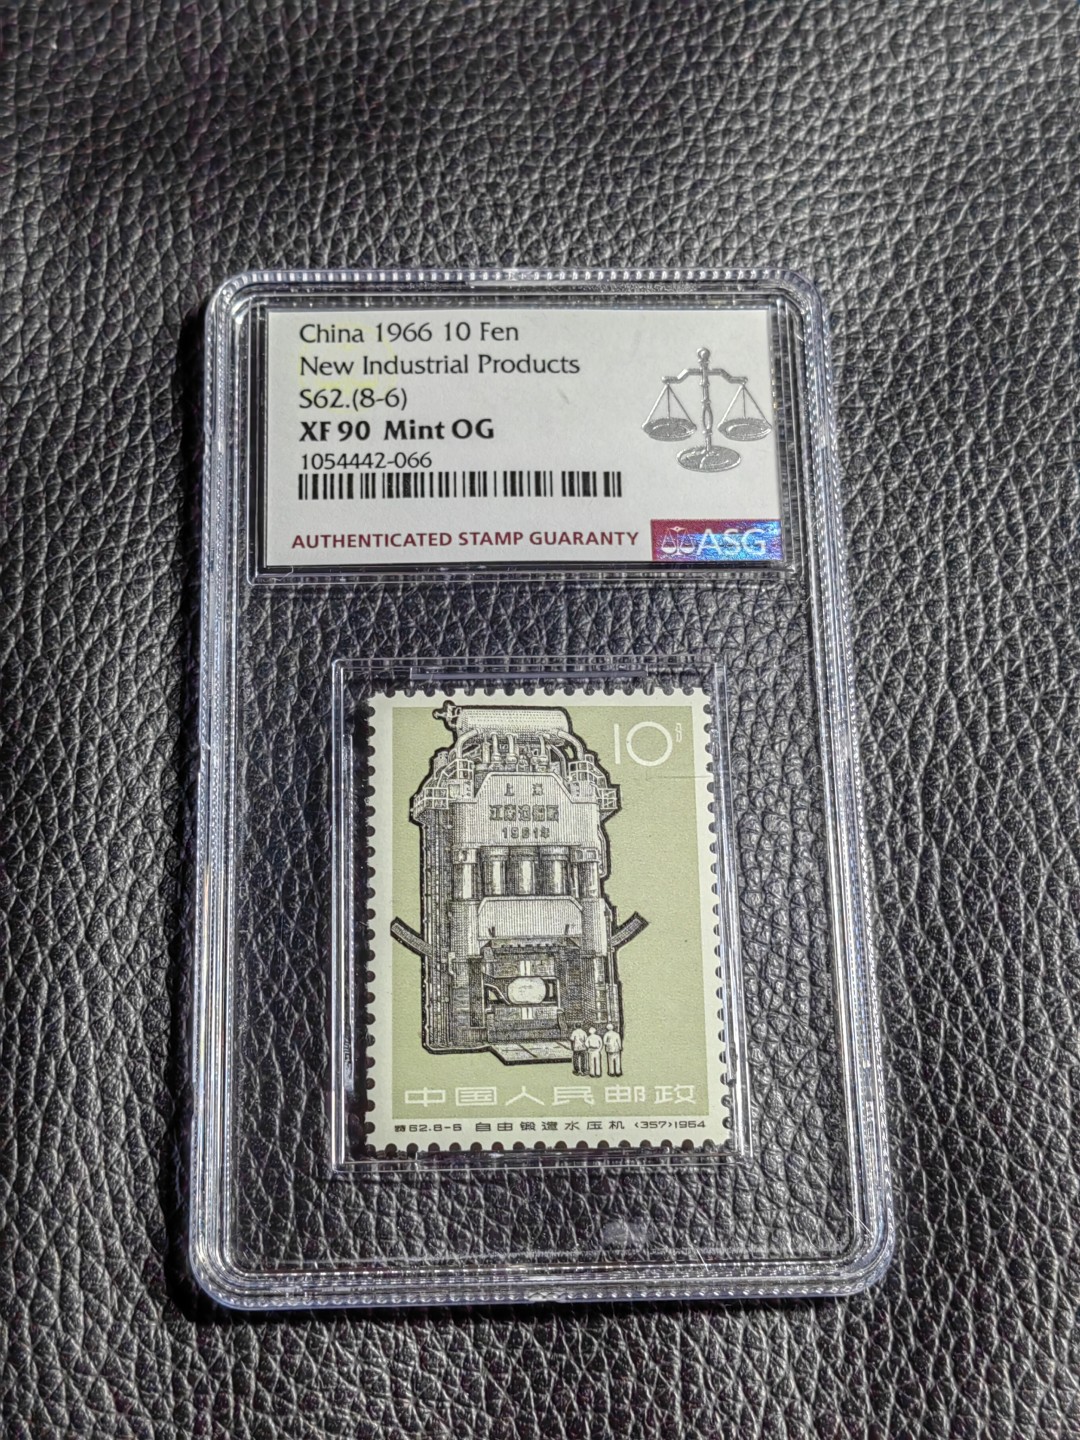 China 1966 10 Fen
New Industrial Products
S62.(8-6)
XF 90 Mint OG
1054442-066
AUTHENTICATED STAMP GUARANTY
ASG
10分
上海
江南造船厂
中国人民邮政
特62.8-6 自由锻造水压机 (357)1964